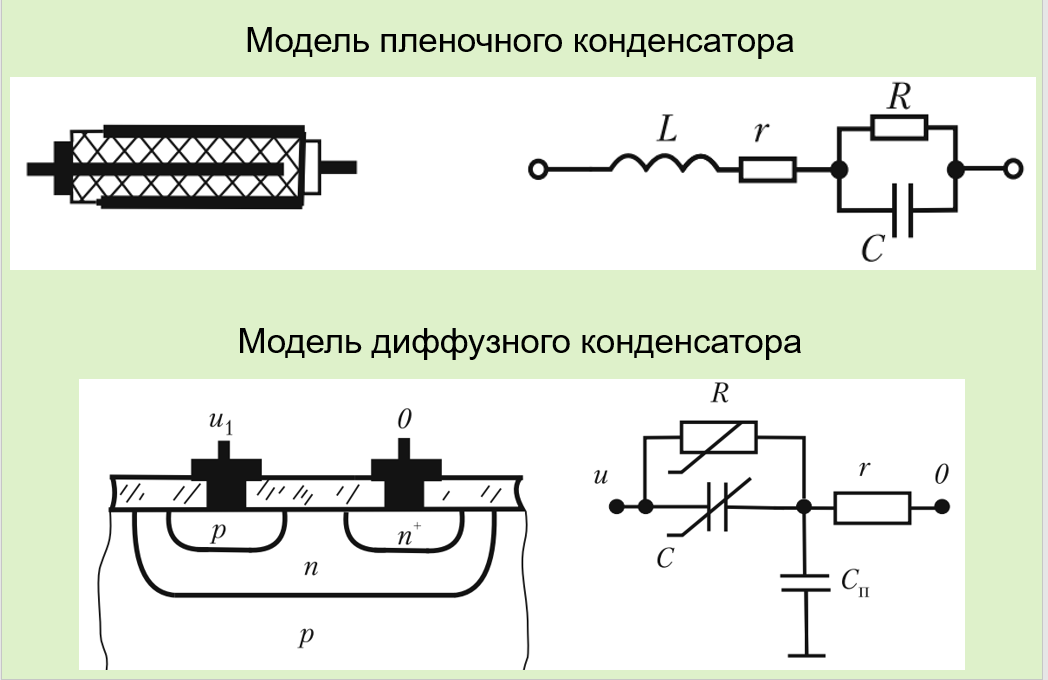 Модель пленочного конденсатора
L
r
R
C
Модель диффузного конденсатора
u₁
0
p
n⁺
n
p
R
u
C
r
0
Cп